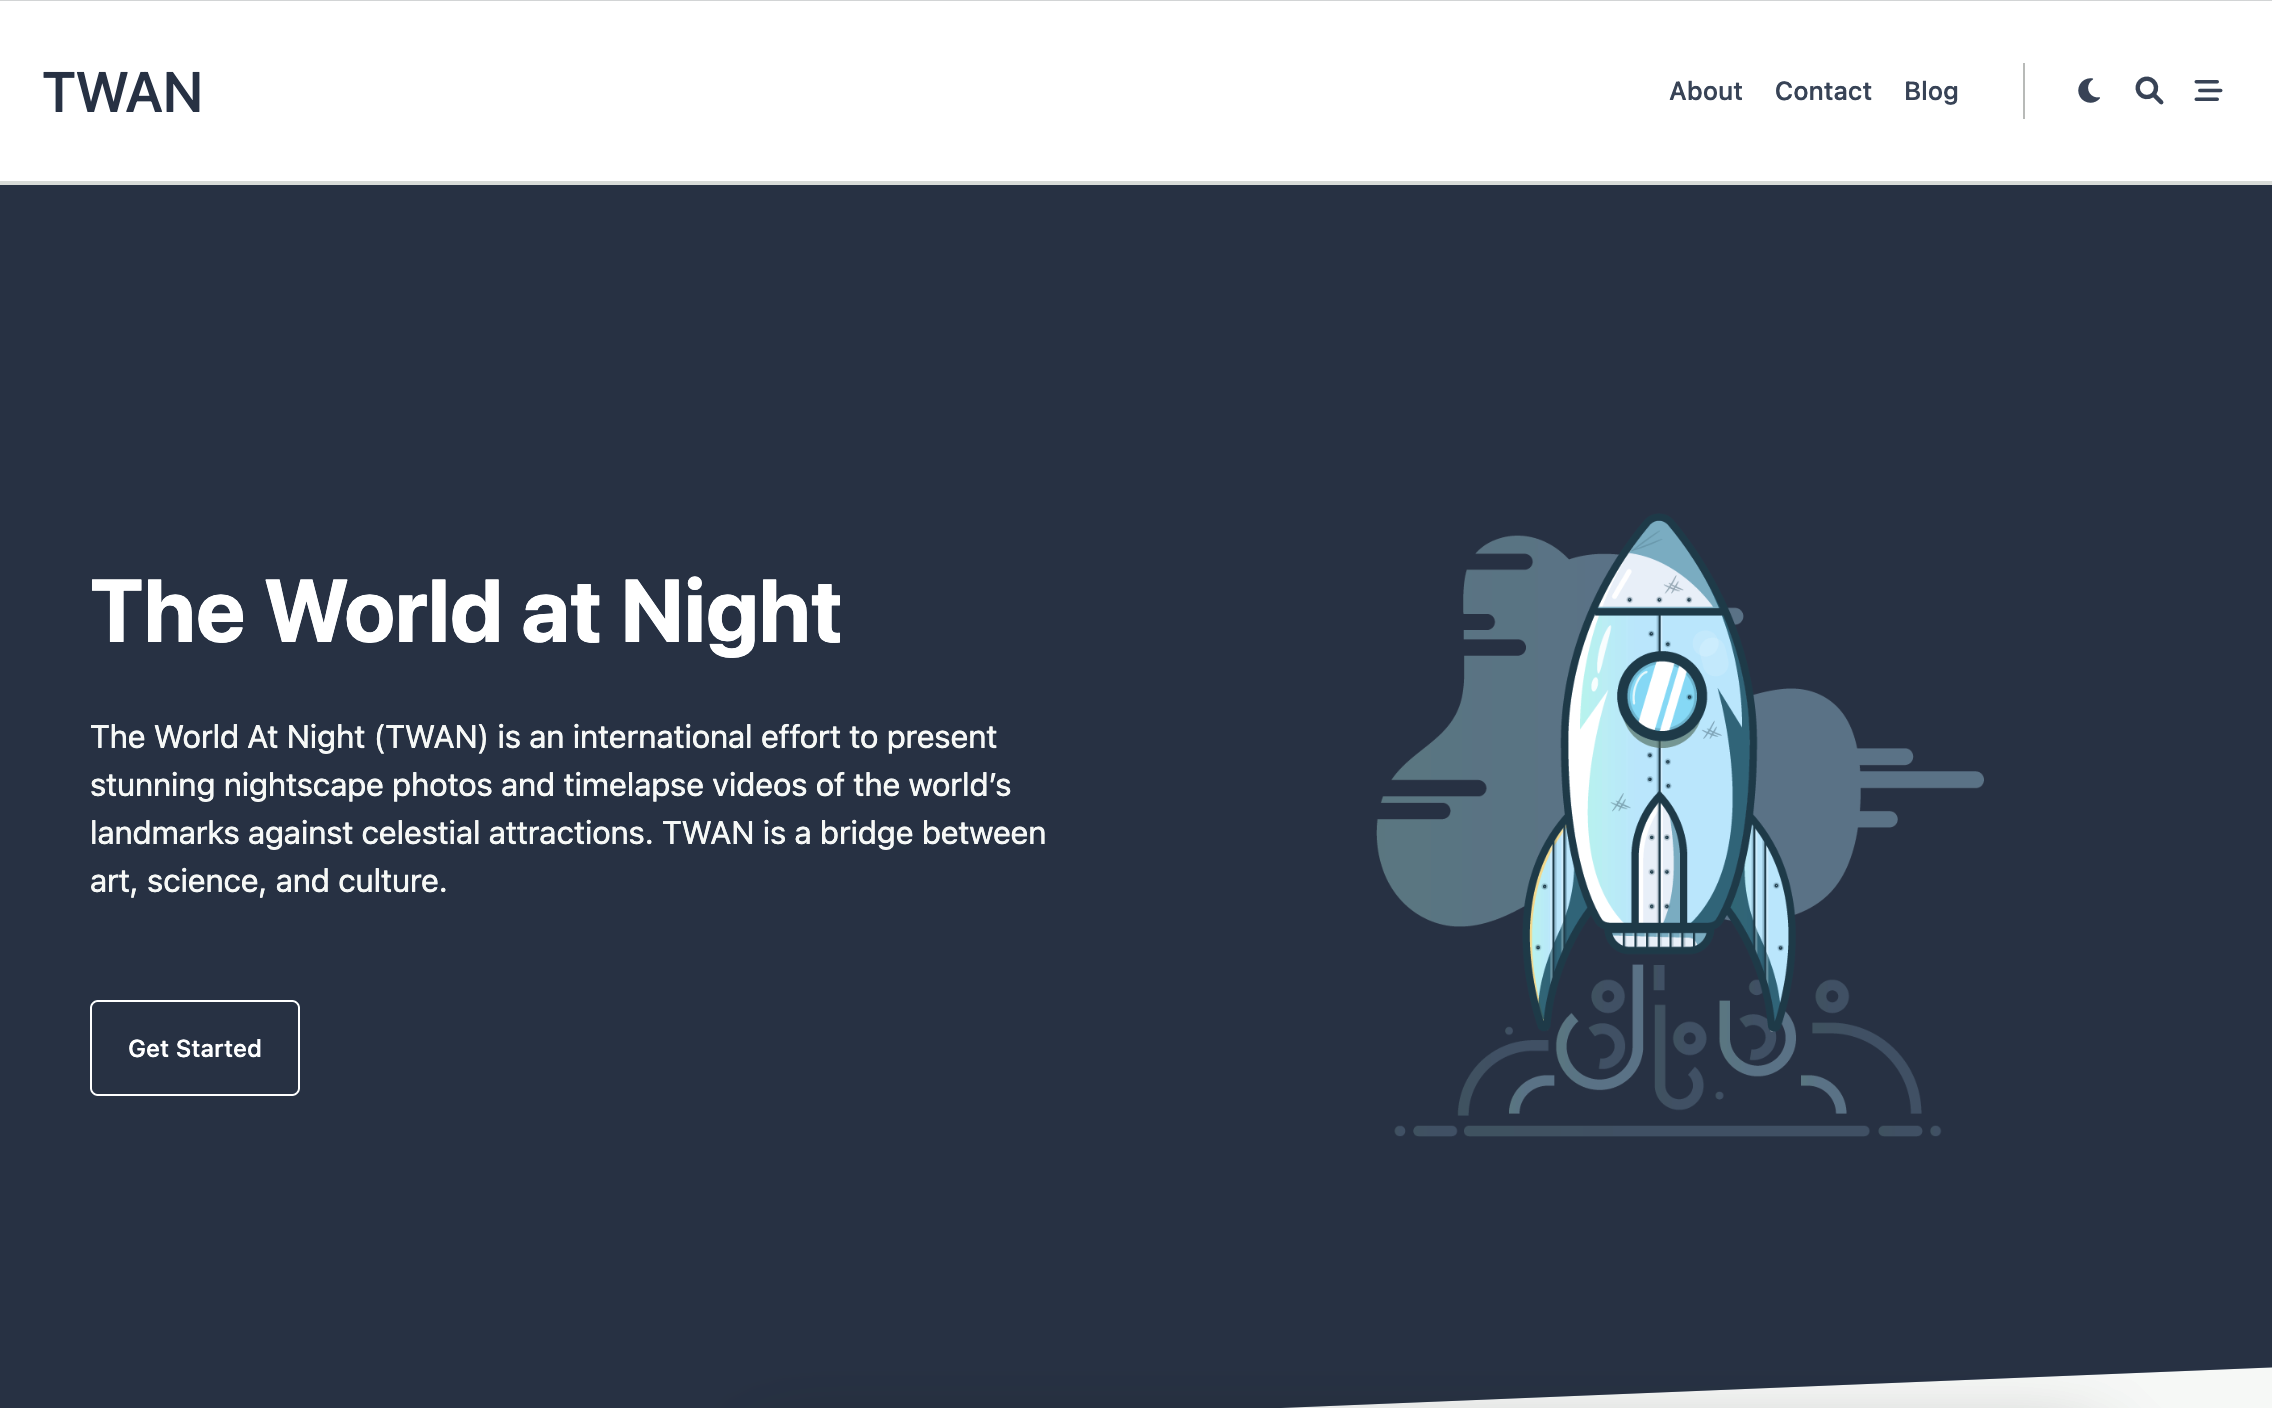 TWAN
About
Contact
Blog
The World at Night
The World At Night (TWAN) is an international effort to present
stunning nightscape photos and timelapse videos of the world’s
landmarks against celestial attractions. TWAN is a bridge between
art, science, and culture.
Get Started